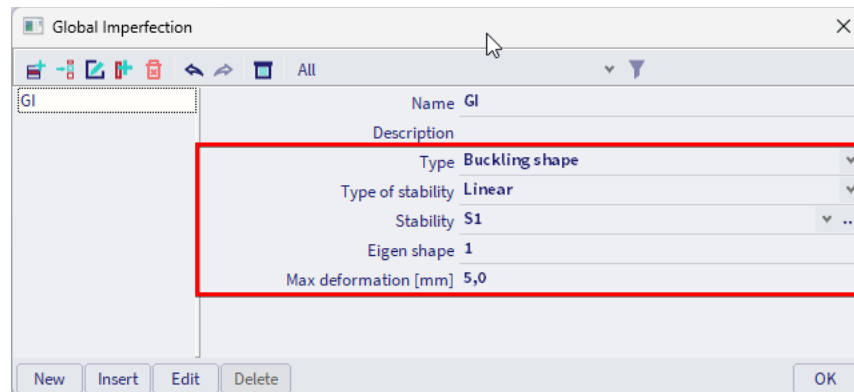 Global Imperfection
All
GI
Name GI
Description
Type Buckling shape
Type of stability Linear
Stability S1 ..
Eigen shape 1
Max deformation [mm] 5,0
New Insert Edit Delete OK